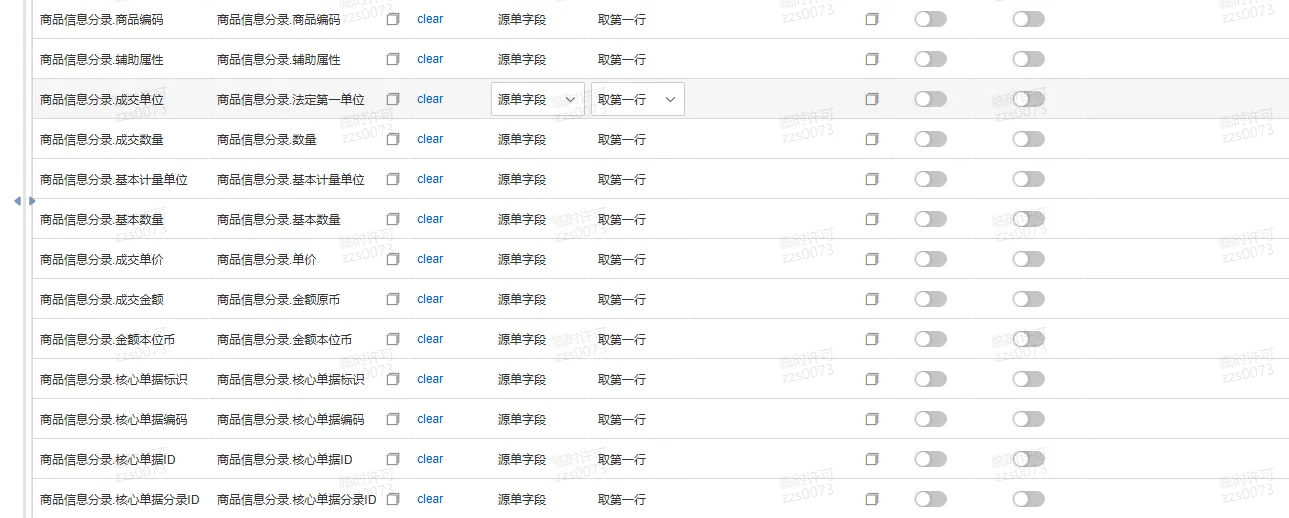 商品信息分录.商品编码 商品信息分录.商品编码 clear 源单字段 取第一行
商品信息分录.辅助属性 商品信息分录.辅助属性 clear 源单字段 取第一行
商品信息分录.成交单位 商品信息分录.法定第一单位 clear 源单字段 取第一行
商品信息分录.成交数量 商品信息分录.数量 clear 源单字段 取第一行
商品信息分录.基本计量单位 商品信息分录.基本计量单位 clear 源单字段 取第一行
商品信息分录.基本数量 商品信息分录.基本数量 clear 源单字段 取第一行
商品信息分录.成交单价 商品信息分录.单价 clear 源单字段 取第一行
商品信息分录.成交金额 商品信息分录.金额原币 clear 源单字段 取第一行
商品信息分录.金额本位币 商品信息分录.金额本位币 clear 源单字段 取第一行
商品信息分录.核心单据标识 商品信息分录.核心单据标识 clear 源单字段 取第一行
商品信息分录.核心单据编码 商品信息分录.核心单据编码 clear 源单字段 取第一行
商品信息分录.核心单据ID 商品信息分录.核心单据ID clear 源单字段 取第一行
商品信息分录.核心单据分录ID 商品信息分录.核心单据分录ID clear 源单字段 取第一行
临时许可
zzs0073